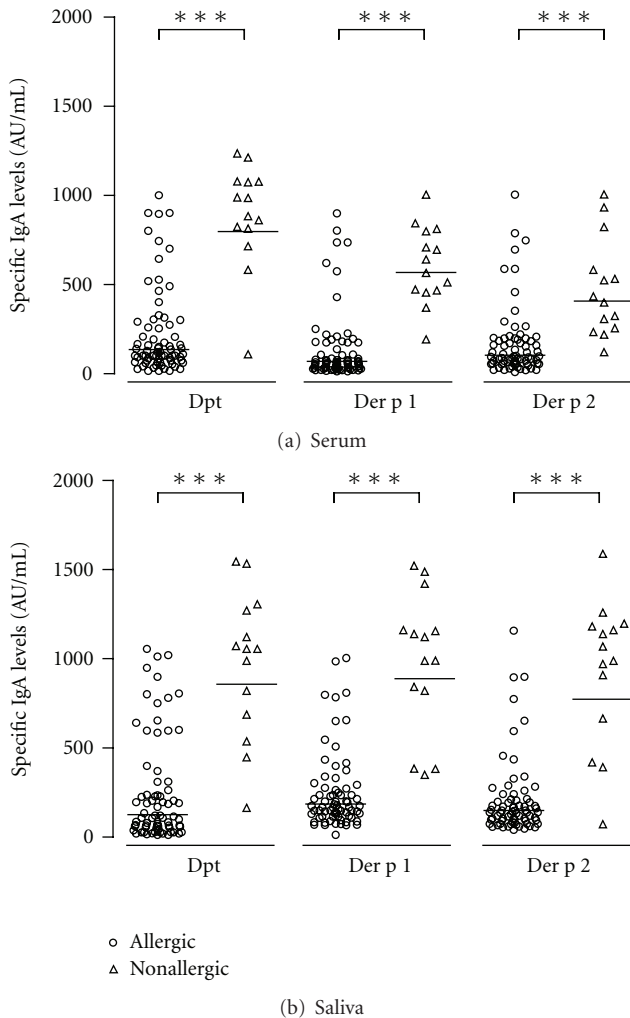 2000
1500
1000
500
0
Specific IgA levels (AU/mL)
∗∗∗ ∗∗∗ ∗∗∗
Dpt Der p 1 Der p 2
(a) Serum
2000
1500
1000
500
0
Specific IgA levels (AU/mL)
∗∗∗ ∗∗∗ ∗∗∗
Dpt Der p 1 Der p 2
Allergic
Nonallergic
(b) Saliva